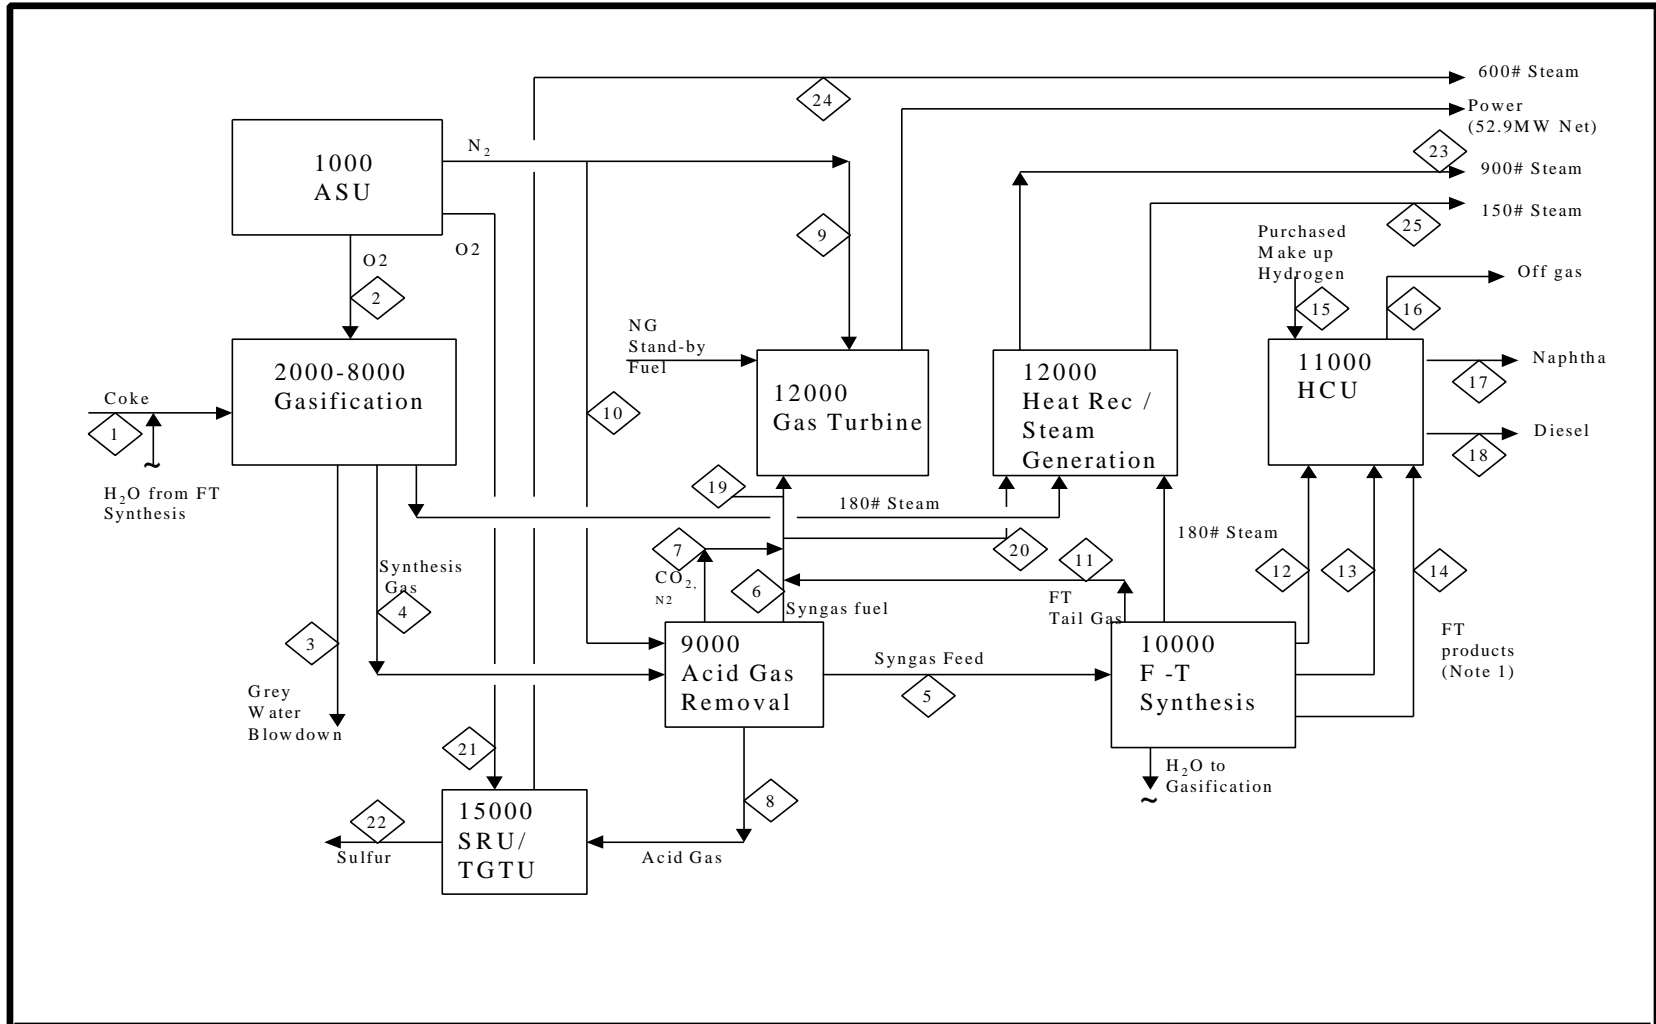 600# Steam
24
Power
(52.9MW Net)
N2
23
900# Steam
1000
ASU
25
150# Steam
9
O2
O2
Purchased
Make up
Hydrogen
Off gas
2
15
16
NG
Stand-by
Fuel
2000-8000
Gasification
12000
Gas Turbine
12000
Heat Rec /
Steam
Generation
11000
HCU
Naphtha
17
Coke
1
10
Diesel
18
H2O from FT
Synthesis
19
180# Steam
180# Steam
7
20
11
12
13
14
Synthesis
Gas
4
CO2,
N2
6
Syngas fuel
FT
Tail Gas
3
9000
Acid Gas
Removal
Syngas Feed
5
10000
F -T
Synthesis
FT
products
(Note 1)
Grey
Water
Blowdown
21
H2O to
Gasification
8
22
Sulfur
15000
SRU/
TGTU
Acid Gas